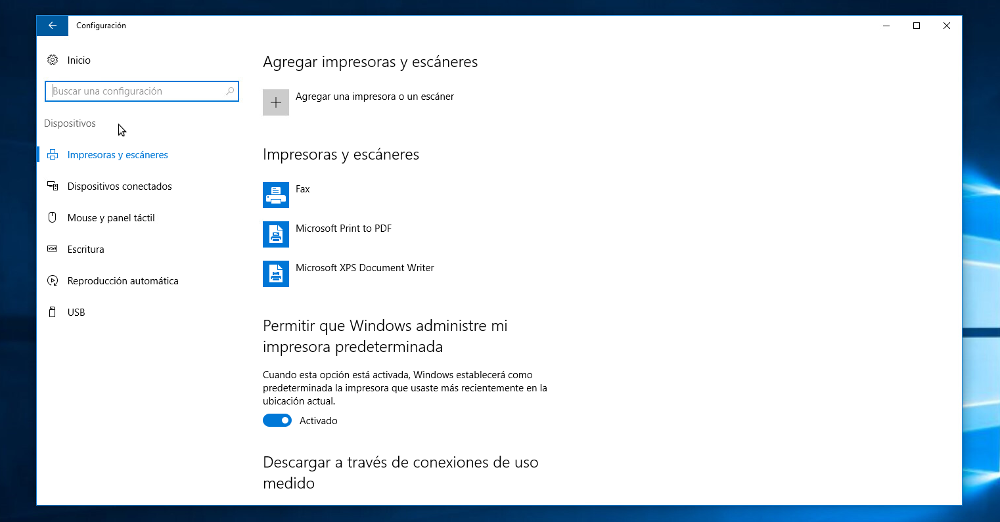 Configuración
Inicio
Buscar una configuración
Dispositivos
Impresoras y escáneres
Dispositivos conectados
Mouse y panel táctil
Escritura
Reproducción automática
USB
Agregar impresoras y escáneres
Agregar una impresora o un escáner
Impresoras y escáneres
Fax
Microsoft Print to PDF
Microsoft XPS Document Writer
Permitir que Windows administre mi
impresora predeterminada
Cuando esta opción está activada, Windows establecerá como
predeterminada la impresora que usaste más recientemente en la
ubicación actual.
Activado
Descargar a través de conexiones de uso
medido